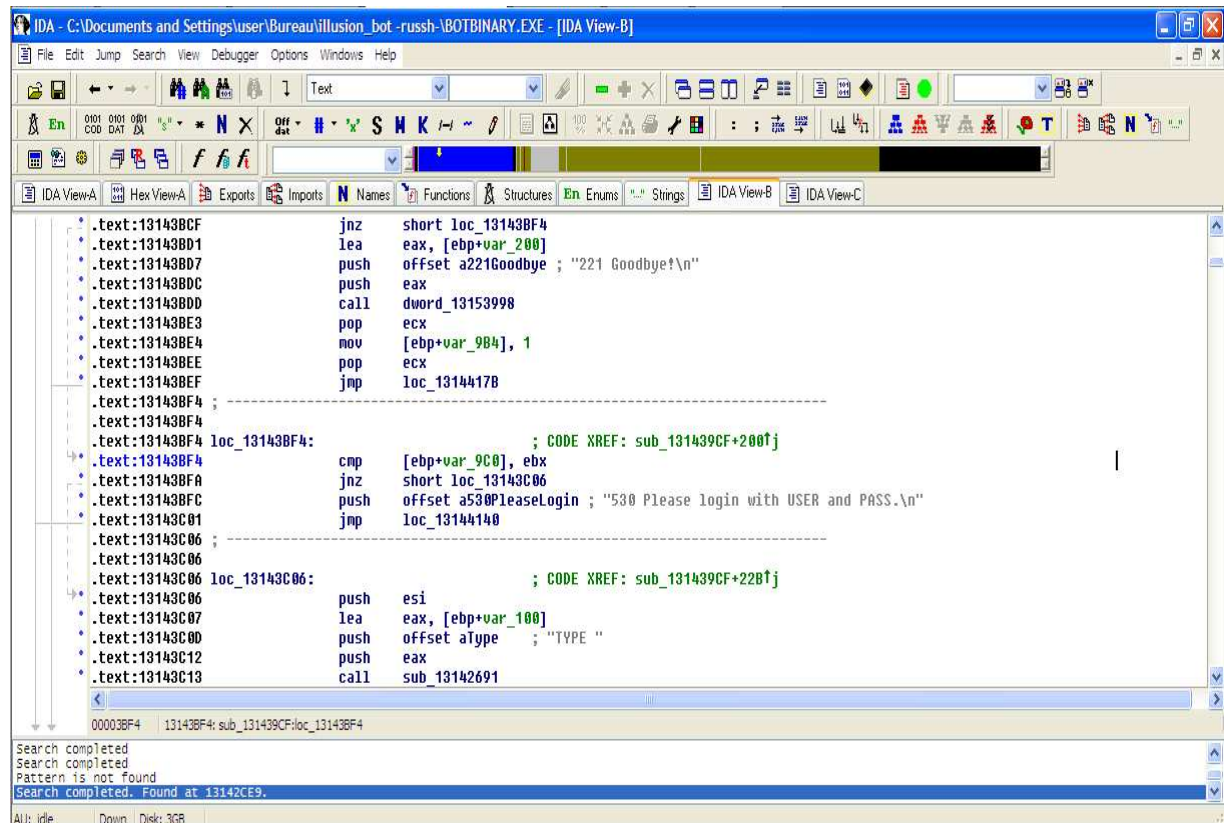 IDA - C:\Documents and Settings\user\Bureau\illusion_bot -russh-\BOTBINARY.EXE - [IDA View-B]
File Edit Jump Search View Debugger Options Windows Help
Text
En
IDA View-A Hex View-A Exports Imports N Names Functions Structures En Enums "..." Strings IDA View-B IDA View-C
.text:13143BCF jnz short loc_13143BF4
.text:13143BD1 lea eax, [ebp+var_200]
.text:13143BD7 push offset a221Goodbye ; "221 Goodbye!\n"
.text:13143BDC push eax
.text:13143BDD call dword_13153998
.text:13143BE3 pop ecx
.text:13143BE4 mov [ebp+var_9B4], 1
.text:13143BEE pop ecx
.text:13143BEF jmp loc_1314417B
.text:13143BF4 ; ---------------------------------------------------------------------------
.text:13143BF4
.text:13143BF4 loc_13143BF4: ; CODE XREF: sub_131439CF+200↑j
.text:13143BF4 cmp [ebp+var_9C0], ebx
.text:13143BFA jnz short loc_13143C06
.text:13143BFC push offset a530PleaseLogin ; "530 Please login with USER and PASS.\n"
.text:13143C01 jmp loc_13144140
.text:13143C06 ; ---------------------------------------------------------------------------
.text:13143C06
.text:13143C06 loc_13143C06: ; CODE XREF: sub_131439CF+22B↑j
.text:13143C06 push esi
.text:13143C07 lea eax, [ebp+var_100]
.text:13143C0D push offset aType ; "TYPE "
.text:13143C12 push eax
.text:13143C13 call sub_13142691
00003BF4 13143BF4: sub_131439CF:loc_13143BF4
Search completed
Search completed
Pattern is not found
Search completed. Found at 13142CE9.
AU: idle Down Disk: 3GB